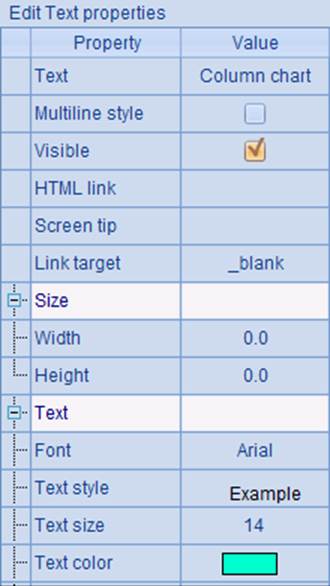 Edit Text properties
Property Value
Text Column chart
Multiline style
Visible
HTML link
Screen tip
Link target _blank
Size
Width 0.0
Height 0.0
Text
Font Arial
Text style Example
Text size 14
Text color